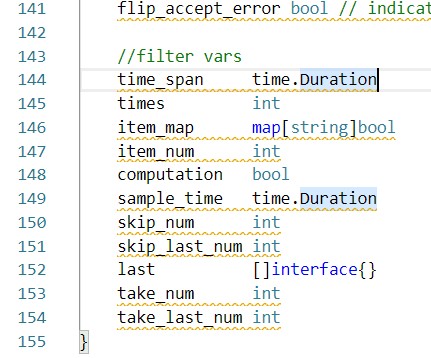 141 flip_accept_error bool // indicat
142
143 //filter vars
144 time_span time.Duration
145 times int
146 item_map map[string]bool
147 item_num int
148 computation bool
149 sample_time time.Duration
150 skip_num int
151 skip_last_num int
152 last []interface{}
153 take_num int
154 take_last_num int
155 }